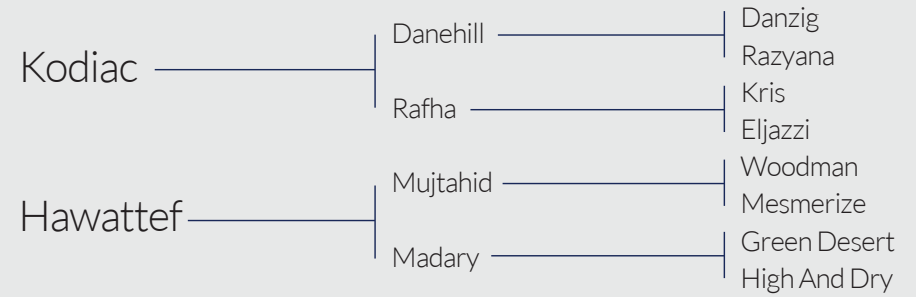 Kodiac
Danehill
Danzig
Razyana
Rafha
Kris
Eljazzi
Hawattef
Mujtahid
Woodman
Mesmerize
Madary
Green Desert
High And Dry